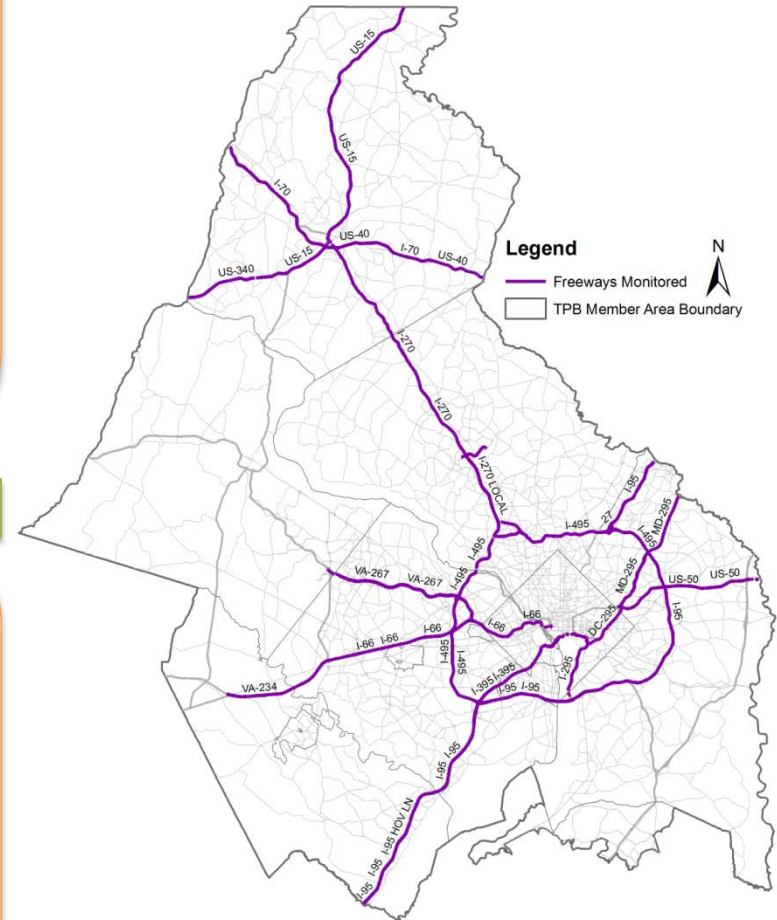 US-15
US-15
I-70
US-40
US-15
I-70
US-40
US-340
Legend
N
Freeways Monitored
TPB Member Area Boundary
I-270
I-270
I-270 LOCAL
I-95
27
I-495
I-495
MD-295
I-495
I-495
VA-267
VA-267
MD-295
US-50
US-50
I-66
I-66
I-66
I-66
I-66
DC-295
I-95
I-495
I-495
I-295
VA-234
I-395
I-395
I-95
I-95
I-95
I-95
I-95 HOV LN
I-95
I-95